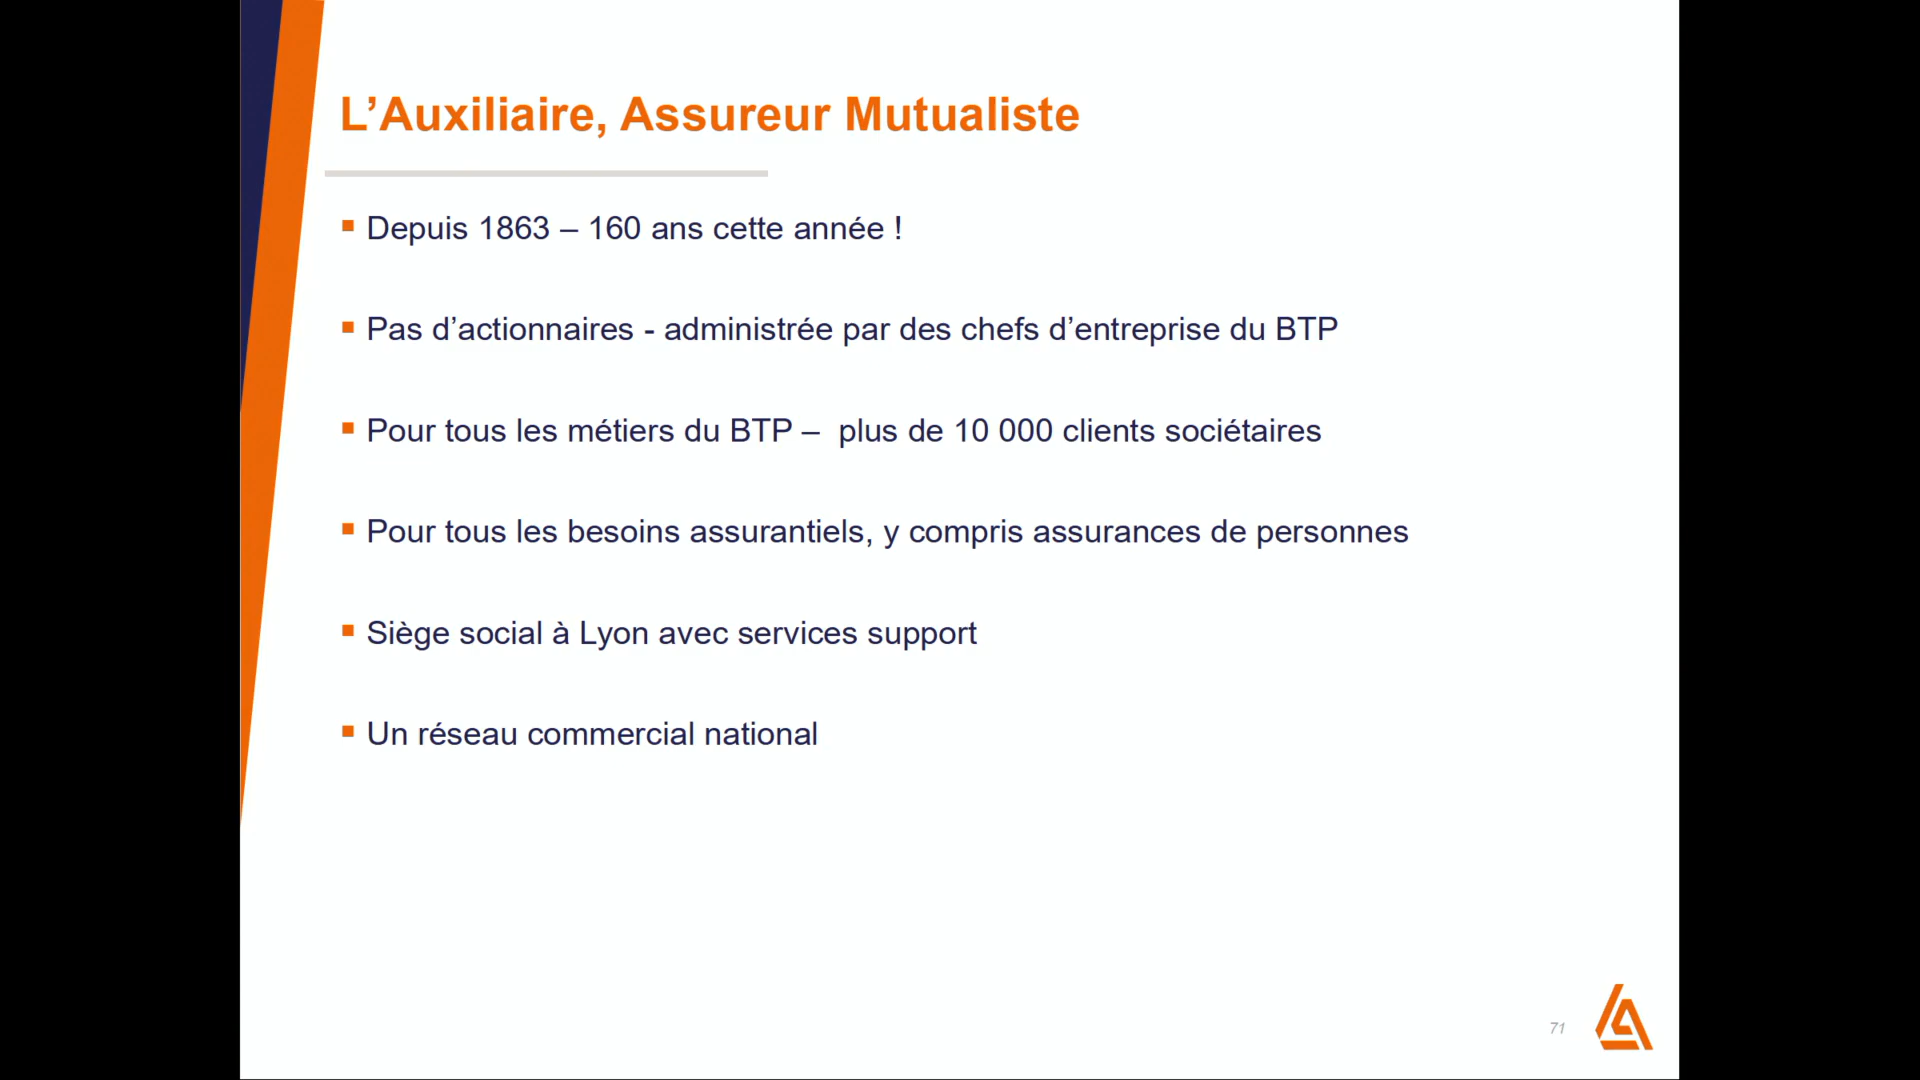 L’Auxiliaire, Assureur Mutualiste
Depuis 1863 – 160 ans cette année !
Pas d’actionnaires - administrée par des chefs d’entreprise du BTP
Pour tous les métiers du BTP – plus de 10 000 clients sociétaires
Pour tous les besoins assurantiels, y compris assurances de personnes
Siège social à Lyon avec services support
Un réseau commercial national
71